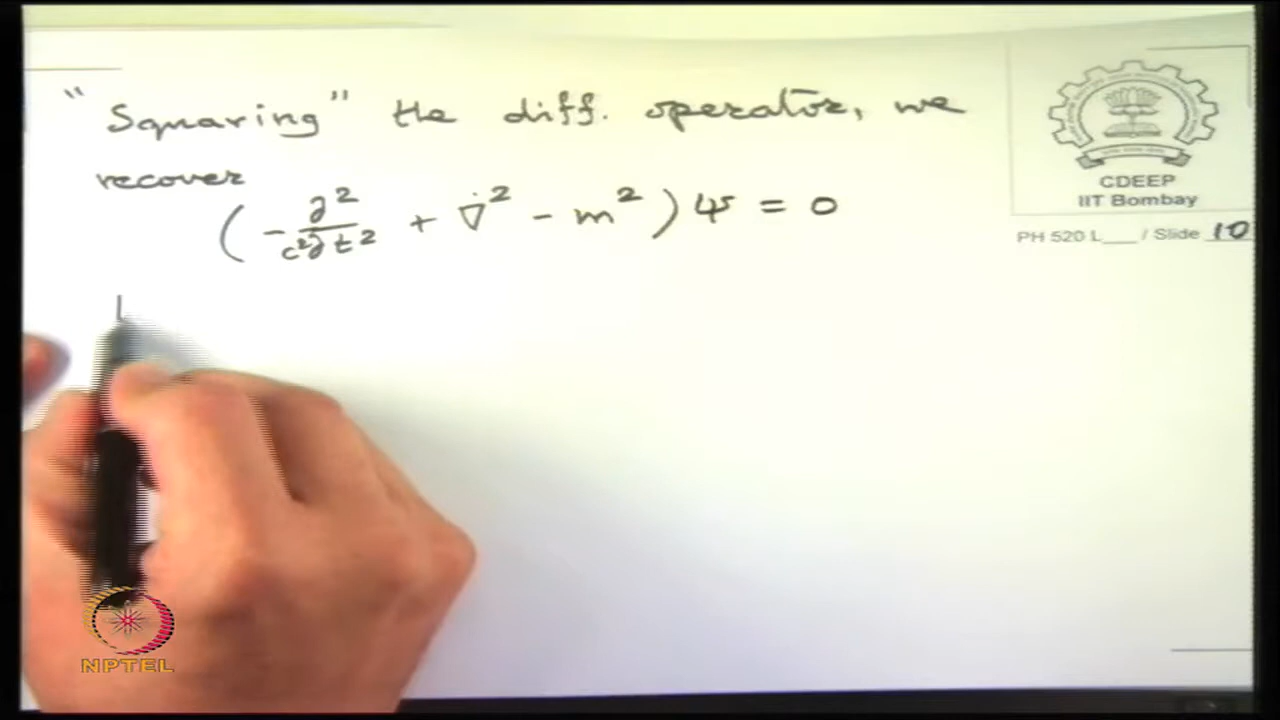 "Squaring" the diff. operator, we
recover
(-∂²/c²∂t² + ∇² - m²)ψ = 0
CDEEP
IIT Bombay
PH 520 L___ / Slide 10
NPTEL